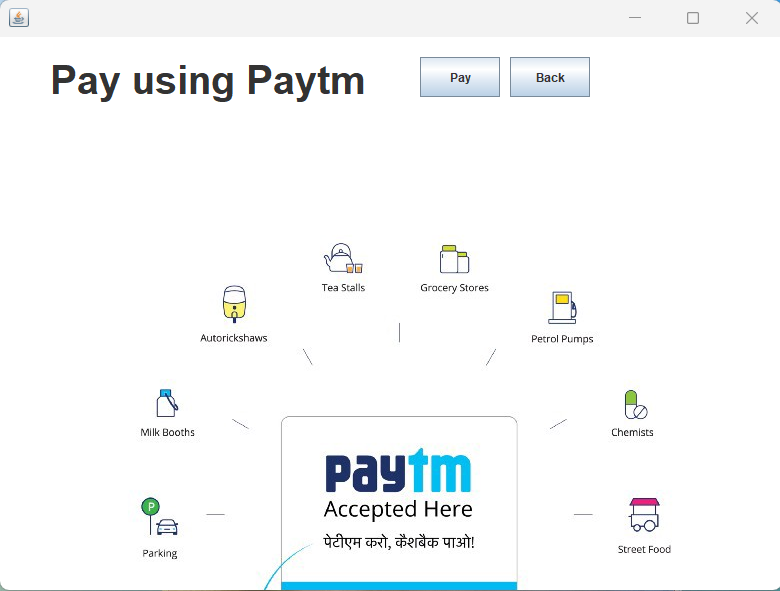 Pay using Paytm
Pay
Back
Tea Stalls
Grocery Stores
Autorickshaws
Petrol Pumps
Milk Booths
Chemists
paytm
Accepted Here
पेटीएम करो, कैशबैक पाओ!
P
Parking
Street Food